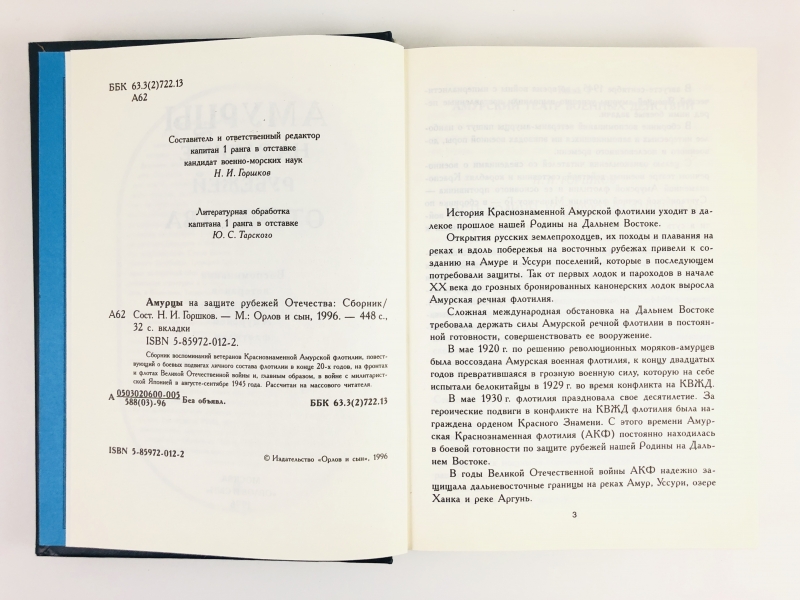 ББК 63.3(2)722.13
А62
Составитель и ответственный редактор
капитан 1 ранга в отставке
кандидат военно-морских наук
Н. И. Горшков
Литературная обработка
капитана 1 ранга в отставке
Ю. С. Тарского
Амурцы на защите рубежей Отечества: Сборник/
А62 Сост. Н. И. Горшков. — М.: Орлов и сын, 1996. — 448 с.,
32 с. вкладки
ISBN 5-85972-012-2.
Сборник воспоминаний ветеранов Краснознаменной Амурской флотилии, повест-
вующий о боевых подвигах личного состава флотилии в конце 20-х годов, на фронтах
и флотах Великой Отечественной войны и, главным образом, в войне с милитарист-
ской Японией в августе-сентябре 1945 года. Рассчитан на массового читателя.
А 0503020600-005 Без объявл.
588(03)-96
ББК 63.3(2)722.13
ISBN 5-85972-012-2
© Издательство «Орлов и сын», 1996
История Краснознаменной Амурской флотилии уходит в да-
лекое прошлое нашей Родины на Дальнем Востоке.
Открытия русских землепроходцев, их походы и плавания на
реках и вдоль побережья на восточных рубежах привели к со-
зданию на Амуре и Уссури поселений, которые в последующем
потребовали защиты. Так от первых лодок и пароходов в начале
XX века до грозных бронированных канонерских лодок выросла
Амурская речная флотилия.
Сложная международная обстановка на Дальнем Востоке
требовала держать силы Амурской речной флотилии в постоян-
ной готовности, совершенствовать ее вооружение.
В мае 1920 г. по решению революционных моряков-амурцев
была воссоздана Амурская военная флотилия, к концу двадцатых
годов превратившаяся в грозную военную силу, которую на себе
испытали белокитайцы в 1929 г. во время конфликта на КВЖД.
В мае 1930 г. флотилия праздновала свое десятилетие. За
героические подвиги в конфликте на КВЖД флотилия была на-
граждена орденом Красного Знамени. С этого времени Амур-
ская Краснознаменная флотилия (АКФ) постоянно находилась
в боевой готовности по защите рубежей нашей Родины на Даль-
нем Востоке.
В годы Великой Отечественной войны АКФ надежно за-
щищала дальневосточные границы на реках Амур, Уссури, озере
Ханка и реке Аргунь.
3